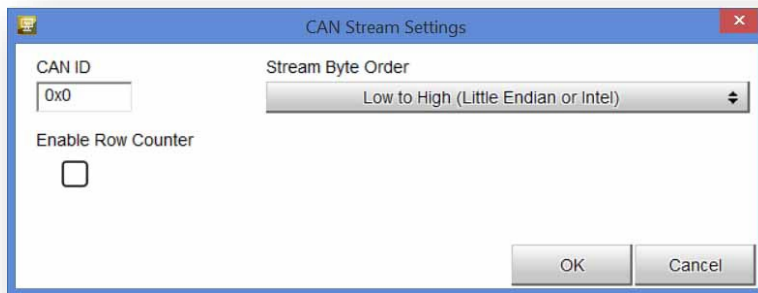 CAN Stream Settings
CAN ID
Stream Byte Order
0x0
Low to High (Little Endian or Intel)
Enable Row Counter
OK
Cancel